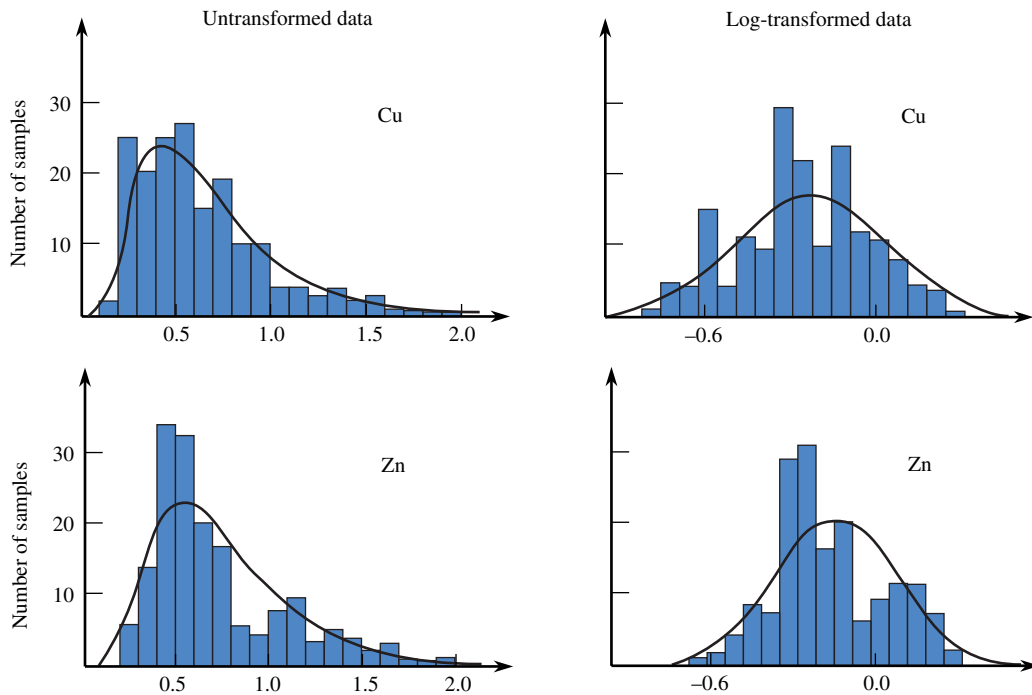 Untransformed data
Log-transformed data
Number of samples
30
20
10
Cu
0.5
1.0
1.5
2.0
Cu
−0.6
0.0
Number of samples
30
20
10
Zn
0.5
1.0
1.5
2.0
Zn
−0.6
0.0